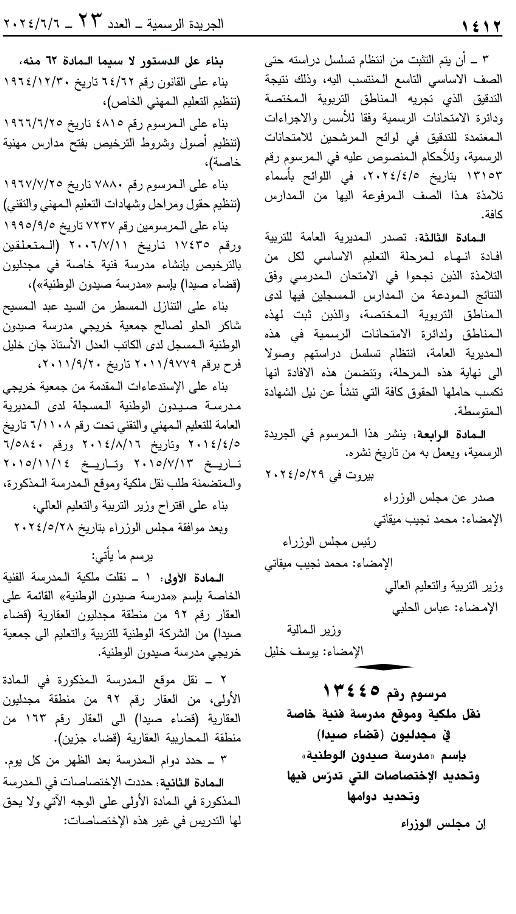 ١٤١٢
الجريدة الرسمية ــ العدد ٢٣ ــ ٢٠٢٤/٦/٦
٣ ــ أن يتم التثبت من انتظام تسلسل دراسته حتى
الصف الاساسي التاسع المنتسب اليه، وذلك نتيجة
التدقيق الذي تجريه المناطق التربوية المختصة
ودائرة الامتحانات الرسمية وفقا للأسس والاجراءات
المعتمدة للتدقيق في لوائح المرشحين للامتحانات
الرسمية، وللأحكام المنصوص عليه في المرسوم رقم
١٣١٥٣ بتاريخ ٢٠٢٤/٤/٥، في اللوائح بأسماء
تلامذة هذا الصف المرفوعة اليها من المدارس
كافة.
المادة الثالثة: تصدر المديرية العامة للتربية
افادة انهاء لمرحلة التعليم الاساسي لكل من
التلامذة الذين نجحوا في الامتحان المدرسي وفق
النتائج المودعة من المدارس المسجلين فيها لدى
المناطق التربوية المختصة، والذين ثبت لهذه
المناطق ولدائرة الامتحانات الرسمية في هذه
المديرية العامة، انتظام تسلسل دراستهم وصولا
الى نهاية هذه المرحلة، وتتضمن هذه الافادة انها
تكسب حاملها الحقوق كافة التي تنشأ عن نيل الشهادة
المتوسطة.
المادة الرابعة: ينشر هذا المرسوم في الجريدة
الرسمية، ويعمل به من تاريخ نشره.
بيروت في ٢٠٢٤/٥/٢٩
صدر عن مجلس الوزراء
الإمضاء: محمد نجيب ميقاتي
رئيس مجلس الوزراء
الإمضاء: محمد نجيب ميقاتي
وزير التربية والتعليم العالي
الإمضاء: عباس الحلبي
وزير المالية
الإمضاء: يوسف خليل
مرسوم رقم ١٣٤٤٥
نقل ملكية وموقع مدرسة فنية خاصة
في مجدليون (قضاء صيدا)
باسم «مدرسة صيدون الوطنية»
وتحديد الإختصاصات التي تدرّس فيها
وتحديد دوامها
إن مجلس الوزراء
بناء على الدستور لا سيما المادة ٦٢ منه،
بناء على القانون رقم ٦٤/٦٢ تاريخ ١٩٦٤/١٢/٣٠
(تنظيم التعليم المهني الخاص)،
بناء على المرسوم رقم ٤٨١٥ تاريخ ١٩٦٦/٦/٢٥
(تنظيم أصول وشروط الترخيص بفتح مدارس مهنية
خاصة)،
بناء على المرسوم رقم ٧٨٨٠ تاريخ ١٩٦٧/٧/٢٥
(تنظيم حقول ومراحل وشهادات التعليم المهني والتقني)
بناء على المرسومين رقم ٧٢٣٧ تاريخ ١٩٩٥/٩/٥
ورقم ١٧٤٣٥ تاريخ ٢٠٠٦/٧/١١ (المتعلقين
بالترخيص بإنشاء مدرسة فنية خاصة في مجدليون
(قضاء صيدا) بإسم «مدرسة صيدون الوطنية»)،
بناء على التنازل المسطر من السيد عبد المسيح
شاكر الحلو لصالح جمعية خريجي مدرسة صيدون
الوطنية المسجل لدى الكاتب العدل الأستاذ جان خليل
فرح برقم ٢٠١١/٩٧٧٩ تاريخ ٢٠١١/٩/٢٠،
بناء على الإستدعاءات المقدمة من جمعية خريجي
مدرسة صيدون الوطنية المسجلة لدى المديرية
العامة للتعليم المهني والتقني تحت رقم ٦/١١٠٨ تاريخ
٢٠١٤/٤/٥ وتاريخ ٢٠١٤/٨/١٦ ورقم ٦/٥٨٤٠
تاريخ ٢٠١٥/٧/١٣ وتاريخ ٢٠١٥/١١/١٤
والمتضمنة طلب نقل ملكية وموقع المدرسة المذكورة،
بناء على اقتراح وزير التربية والتعليم العالي،
وبعد موافقة مجلس الوزراء بتاريخ ٢٠٢٤/٥/٢٨
يرسم ما يأتي:
المادة الأولى: ١ ــ نقلت ملكية المدرسة الفنية
الخاصة بإسم «مدرسة صيدون الوطنية» القائمة على
العقار رقم ٩٢ من منطقة مجدليون العقارية (قضاء
صيدا) من الشركة الوطنية للتربية والتعليم الى جمعية
خريجي مدرسة صيدون الوطنية.
٢ ــ نقل موقع المدرسة المذكورة في المادة
الأولى، من العقار رقم ٩٢ من منطقة مجدليون
العقارية (قضاء صيدا) الى العقار رقم ١٦٣ من
منطقة المحاربية العقارية (قضاء جزين).
٣ ــ حدد دوام المدرسة بعد الظهر من كل يوم.
المادة الثانية: حددت الإختصاصات في المدرسة
المذكورة في المادة الأولى على الوجه الآتي ولا يحق
لها التدريس في غير هذه الإختصاصات: